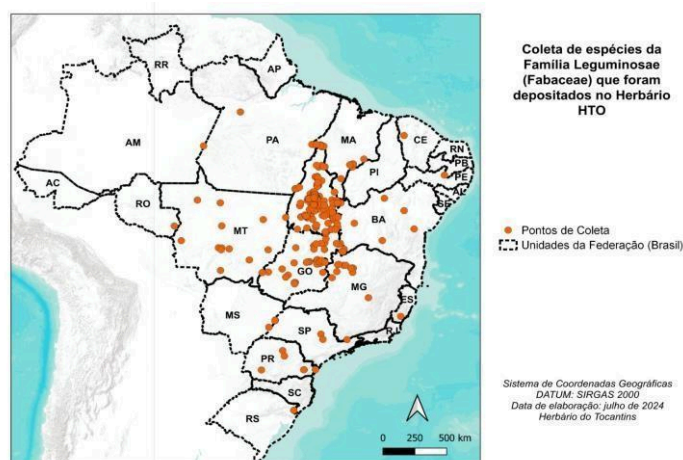 Coleta de espécies da
Família Leguminosae
(Fabaceae) que foram
depositados no Herbário
HTO
RR
AP
AM
PA
MA
CE
RN
PB
PE
AL
SE
PI
AC
RO
MT
BA
GO
MG
ES
MS
SP
RJ
PR
SC
RS
Pontos de Coleta
Unidades da Federação (Brasil)
0 250 500 km
Sistema de Coordenadas Geográficas
DATUM: SIRGAS 2000
Data de elaboração: julho de 2024
Herbário do Tocantins